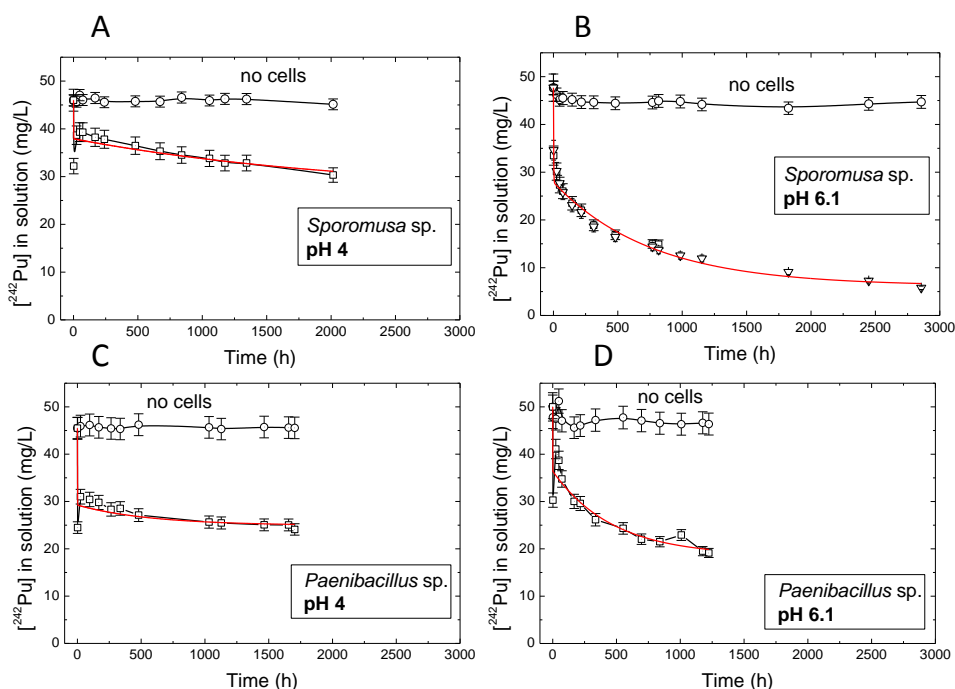 A
no cells
[²⁴²Pu] in solution (mg/L)
60
50
40
30
20
10
0
Sporomusa sp.
pH 4
0 500 1000 1500 2000 2500 3000
Time (h)
B
no cells
[²⁴²Pu] in solution (mg/L)
60
50
40
30
20
10
0
Sporomusa sp.
pH 6.1
0 500 1000 1500 2000 2500 3000
Time (h)
C
no cells
[²⁴²Pu] in solution (mg/L)
50
40
30
20
10
0
Paenibacillus sp.
pH 4
0 500 1000 1500 2000 2500 3000
Time (h)
D
no cells
[²⁴²Pu] in solution (mg/L)
50
40
30
20
10
0
Paenibacillus sp.
pH 6.1
0 500 1000 1500 2000 2500 3000
Time (h)